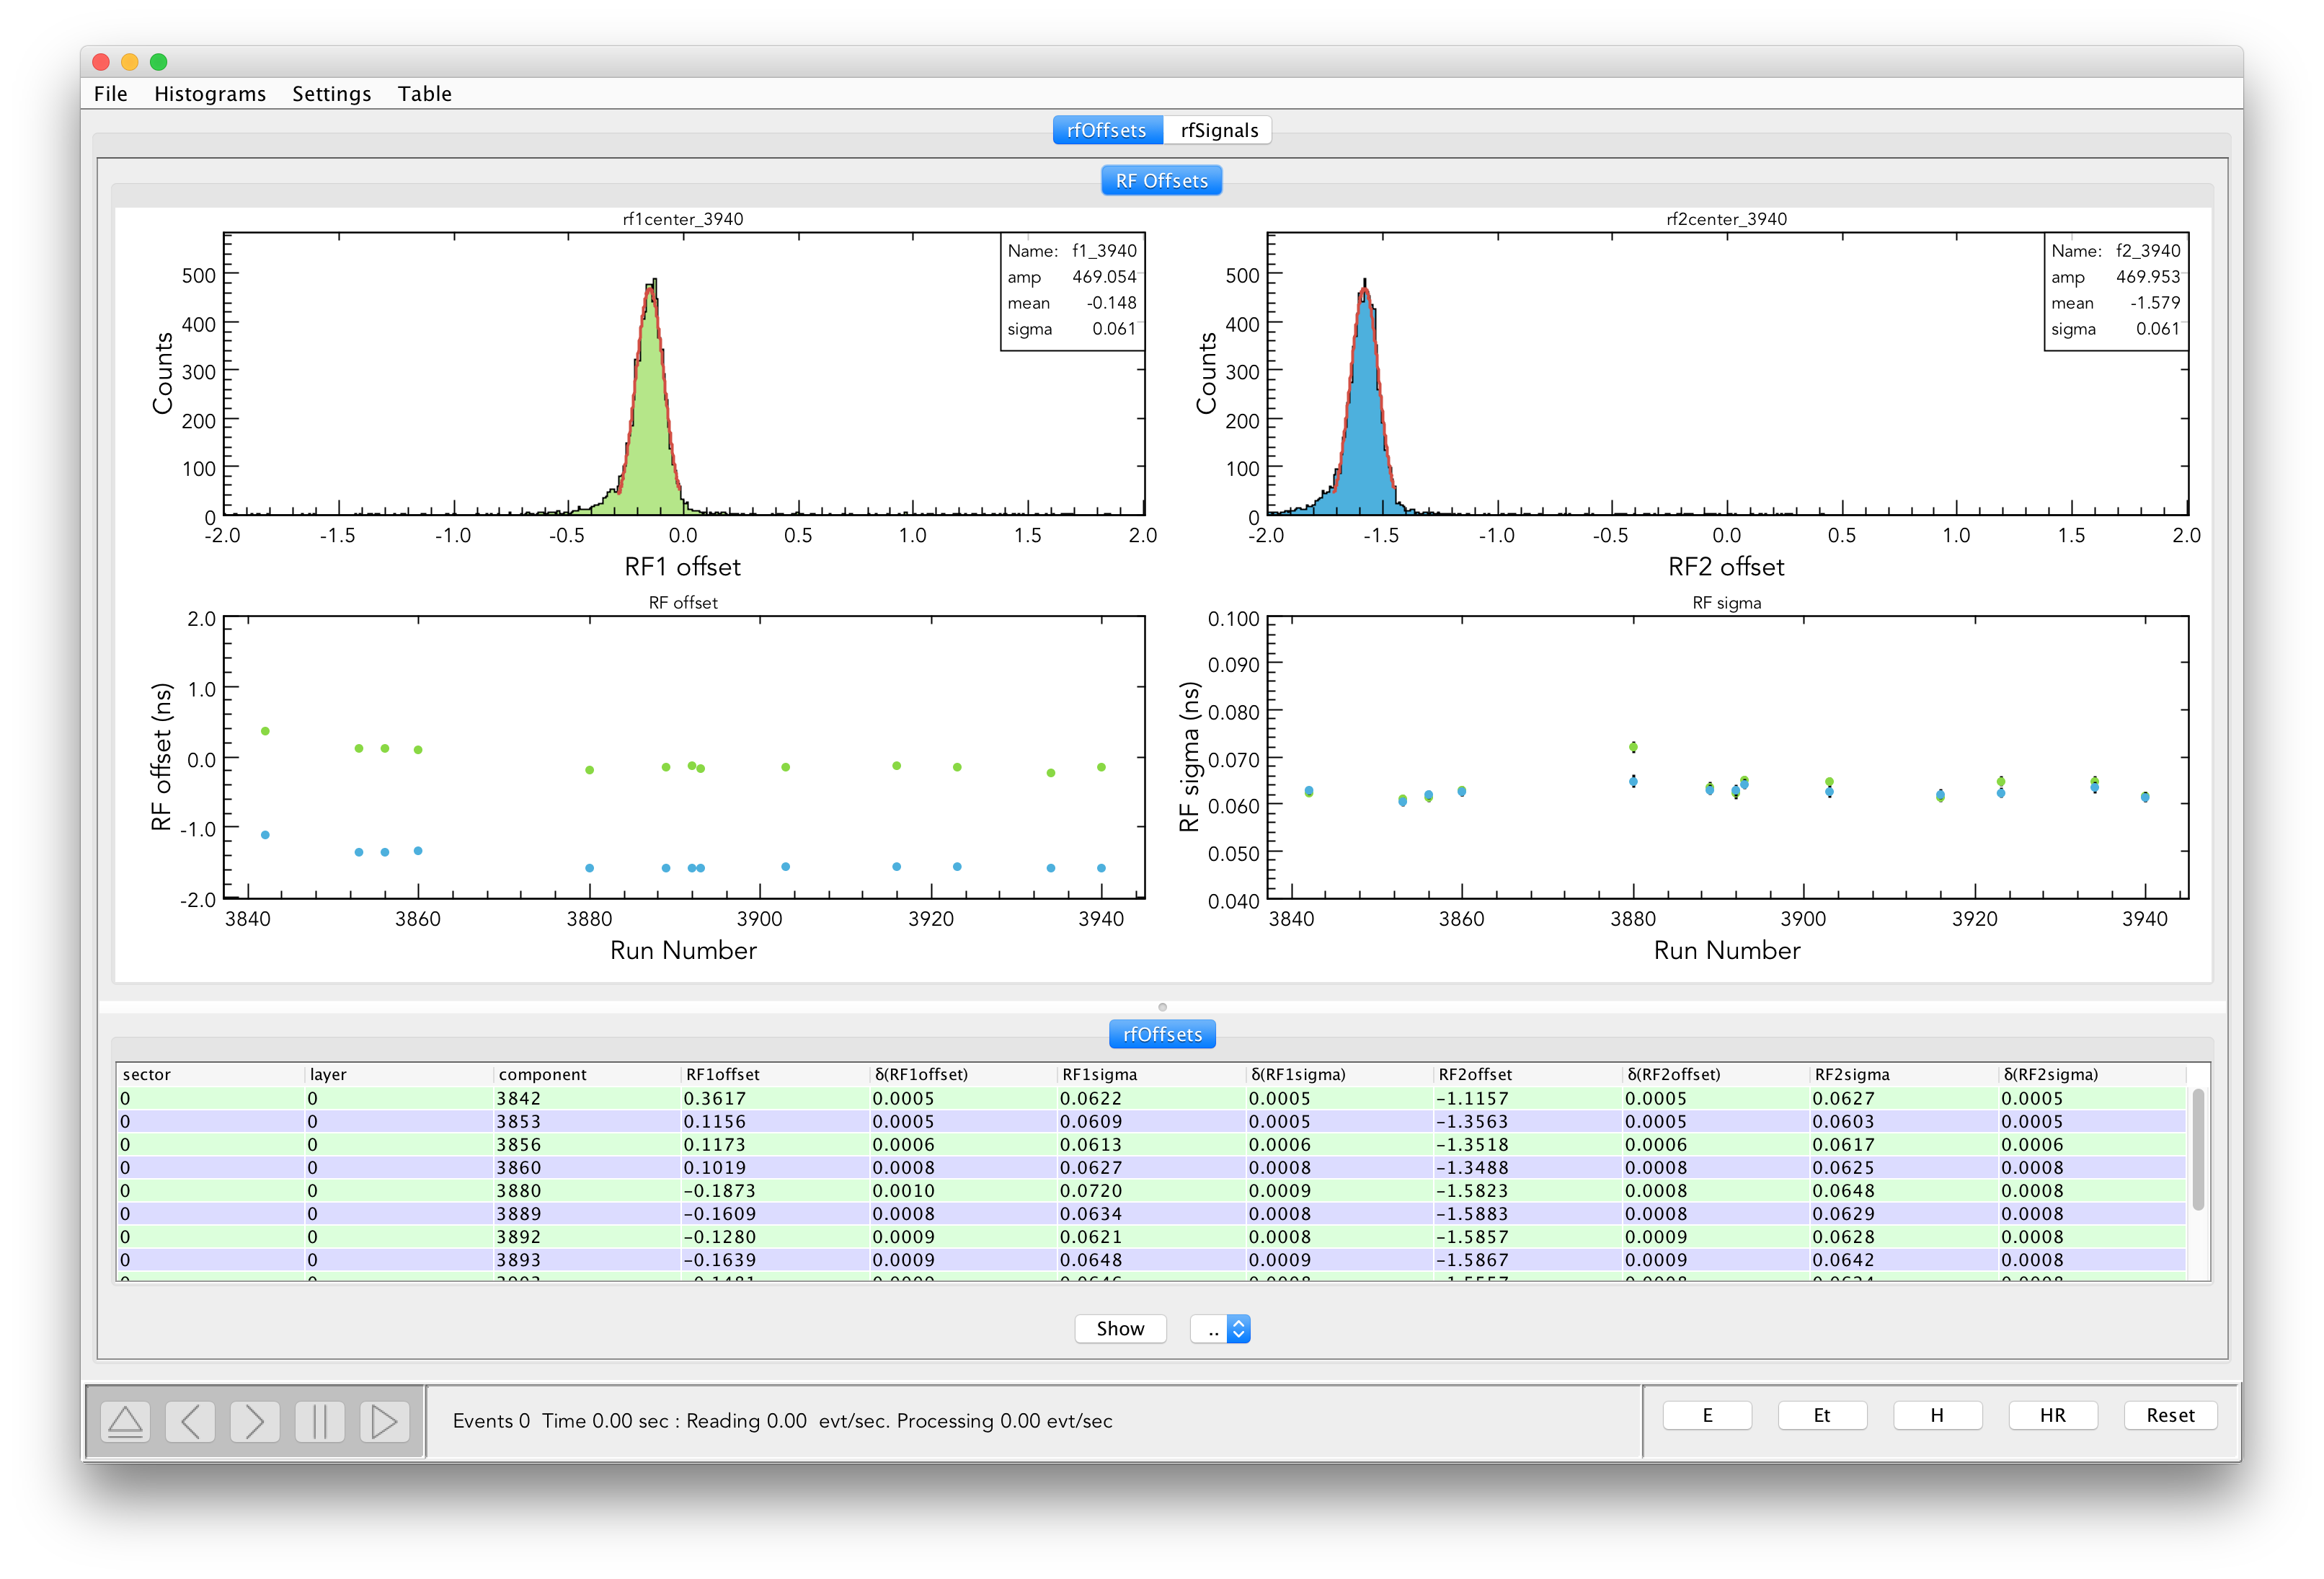 File Histograms Settings Table
rfOffsets rfSignals
RF Offsets
rf1center_3940
Name: f1_3940
amp 469.054
mean -0.148
sigma 0.061
Counts
500
400
300
200
100
0
-2.0 -1.5 -1.0 -0.5 0.0 0.5 1.0 1.5 2.0
RF1 offset
rf2center_3940
Name: f2_3940
amp 469.953
mean -1.579
sigma 0.061
Counts
500
400
300
200
100
0
-2.0 -1.5 -1.0 -0.5 0.0 0.5 1.0 1.5 2.0
RF2 offset
RF offset
RF offset (ns)
2.0
1.0
0.0
-1.0
-2.0
3840 3860 3880 3900 3920 3940
Run Number
RF sigma
RF sigma (ns)
0.100
0.090
0.080
0.070
0.060
0.050
0.040
3840 3860 3880 3900 3920 3940
Run Number
rfOffsets
sector layer component RF1offset δ(RF1offset) RF1sigma δ(RF1sigma) RF2offset δ(RF2offset) RF2sigma δ(RF2sigma)
0 0 3842 0.3617 0.0005 0.0622 0.0005 -1.1157 0.0005 0.0627 0.0005
0 0 3853 0.1156 0.0005 0.0609 0.0005 -1.3563 0.0005 0.0603 0.0005
0 0 3856 0.1173 0.0006 0.0613 0.0006 -1.3518 0.0006 0.0617 0.0006
0 0 3860 0.1019 0.0008 0.0627 0.0008 -1.3488 0.0008 0.0625 0.0008
0 0 3880 -0.1873 0.0010 0.0720 0.0009 -1.5823 0.0008 0.0648 0.0008
0 0 3889 -0.1609 0.0008 0.0634 0.0008 -1.5883 0.0008 0.0629 0.0008
0 0 3892 -0.1280 0.0009 0.0621 0.0008 -1.5857 0.0009 0.0628 0.0008
0 0 3893 -0.1639 0.0009 0.0648 0.0009 -1.5867 0.0009 0.0642 0.0008
Show ..
Events 0 Time 0.00 sec : Reading 0.00 evt/sec. Processing 0.00 evt/sec
E Et H HR Reset